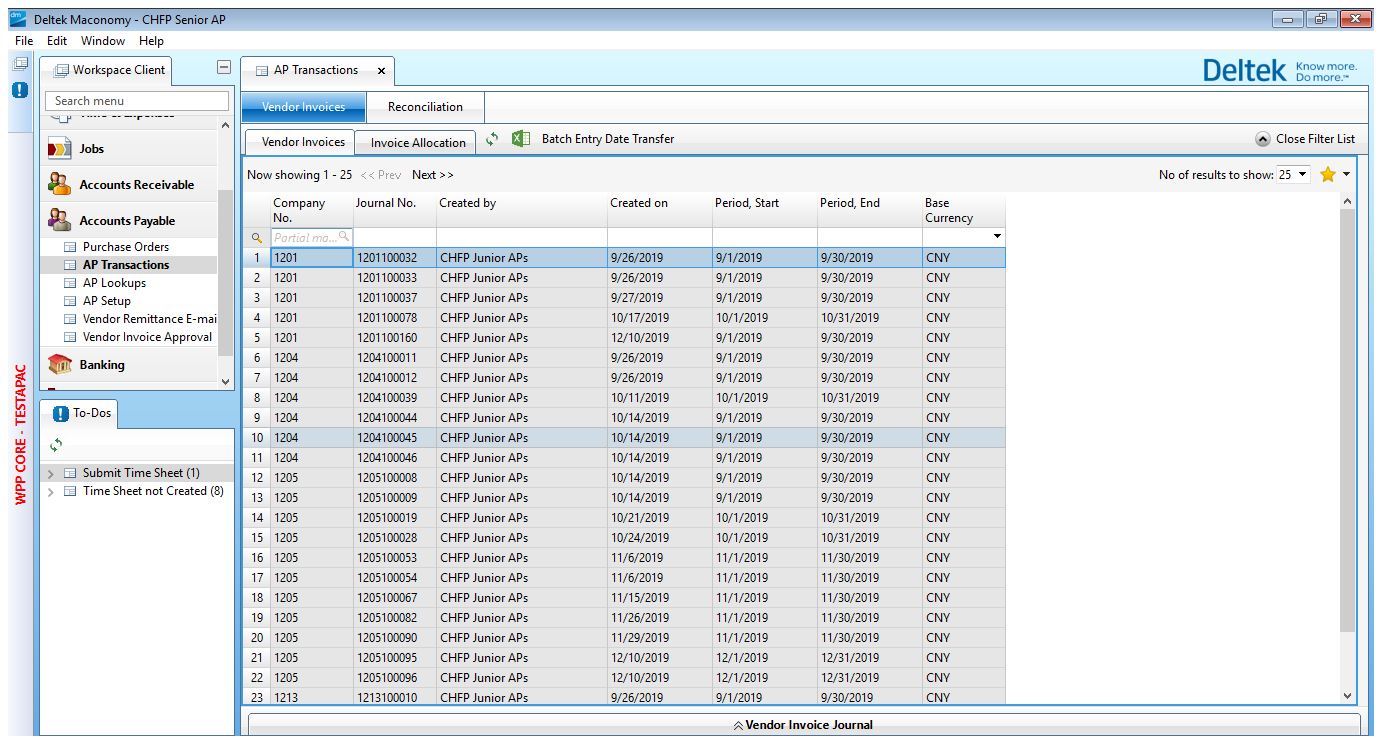 Deltek Maconomy - CHFP Senior AP
File Edit Window Help
Workspace Client
Search menu
Jobs
Accounts Receivable
Accounts Payable
Purchase Orders
AP Transactions
AP Lookups
AP Setup
Vendor Remittance E-mai
Vendor Invoice Approval
Banking
To-Dos
Submit Time Sheet (1)
Time Sheet not Created (8)
WPP CORE - TESTAPAC
AP Transactions
Deltek Know more.
Do more.™
Vendor Invoices Reconciliation
Vendor Invoices Invoice Allocation Batch Entry Date Transfer Close Filter List
Now showing 1 - 25 << Prev Next >> No of results to show: 25
Company No. Journal No. Created by Created on Period, Start Period, End Base Currency
Partial ma...
1 1201 1201100032 CHFP Junior APs 9/26/2019 9/1/2019 9/30/2019 CNY
2 1201 1201100033 CHFP Junior APs 9/26/2019 9/1/2019 9/30/2019 CNY
3 1201 1201100037 CHFP Junior APs 9/27/2019 9/1/2019 9/30/2019 CNY
4 1201 1201100078 CHFP Junior APs 10/17/2019 10/1/2019 10/31/2019 CNY
5 1201 1201100160 CHFP Junior APs 12/10/2019 9/1/2019 9/30/2019 CNY
6 1204 1204100011 CHFP Junior APs 9/26/2019 9/1/2019 9/30/2019 CNY
7 1204 1204100012 CHFP Junior APs 9/26/2019 9/1/2019 9/30/2019 CNY
8 1204 1204100039 CHFP Junior APs 10/11/2019 10/1/2019 10/31/2019 CNY
9 1204 1204100044 CHFP Junior APs 10/14/2019 9/1/2019 9/30/2019 CNY
10 1204 1204100045 CHFP Junior APs 10/14/2019 9/1/2019 9/30/2019 CNY
11 1204 1204100046 CHFP Junior APs 10/14/2019 9/1/2019 9/30/2019 CNY
12 1205 1205100008 CHFP Junior APs 10/14/2019 9/1/2019 9/30/2019 CNY
13 1205 1205100009 CHFP Junior APs 10/14/2019 9/1/2019 9/30/2019 CNY
14 1205 1205100019 CHFP Junior APs 10/21/2019 10/1/2019 10/31/2019 CNY
15 1205 1205100028 CHFP Junior APs 10/24/2019 10/1/2019 10/31/2019 CNY
16 1205 1205100053 CHFP Junior APs 11/6/2019 11/1/2019 11/30/2019 CNY
17 1205 1205100054 CHFP Junior APs 11/6/2019 11/1/2019 11/30/2019 CNY
18 1205 1205100067 CHFP Junior APs 11/15/2019 11/1/2019 11/30/2019 CNY
19 1205 1205100082 CHFP Junior APs 11/26/2019 11/1/2019 11/30/2019 CNY
20 1205 1205100090 CHFP Junior APs 11/29/2019 11/1/2019 11/30/2019 CNY
21 1205 1205100095 CHFP Junior APs 12/10/2019 12/1/2019 12/31/2019 CNY
22 1205 1205100096 CHFP Junior APs 12/10/2019 12/1/2019 12/31/2019 CNY
23 1213 1213100010 CHFP Junior APs 9/26/2019 9/1/2019 9/30/2019 CNY
Vendor Invoice Journal